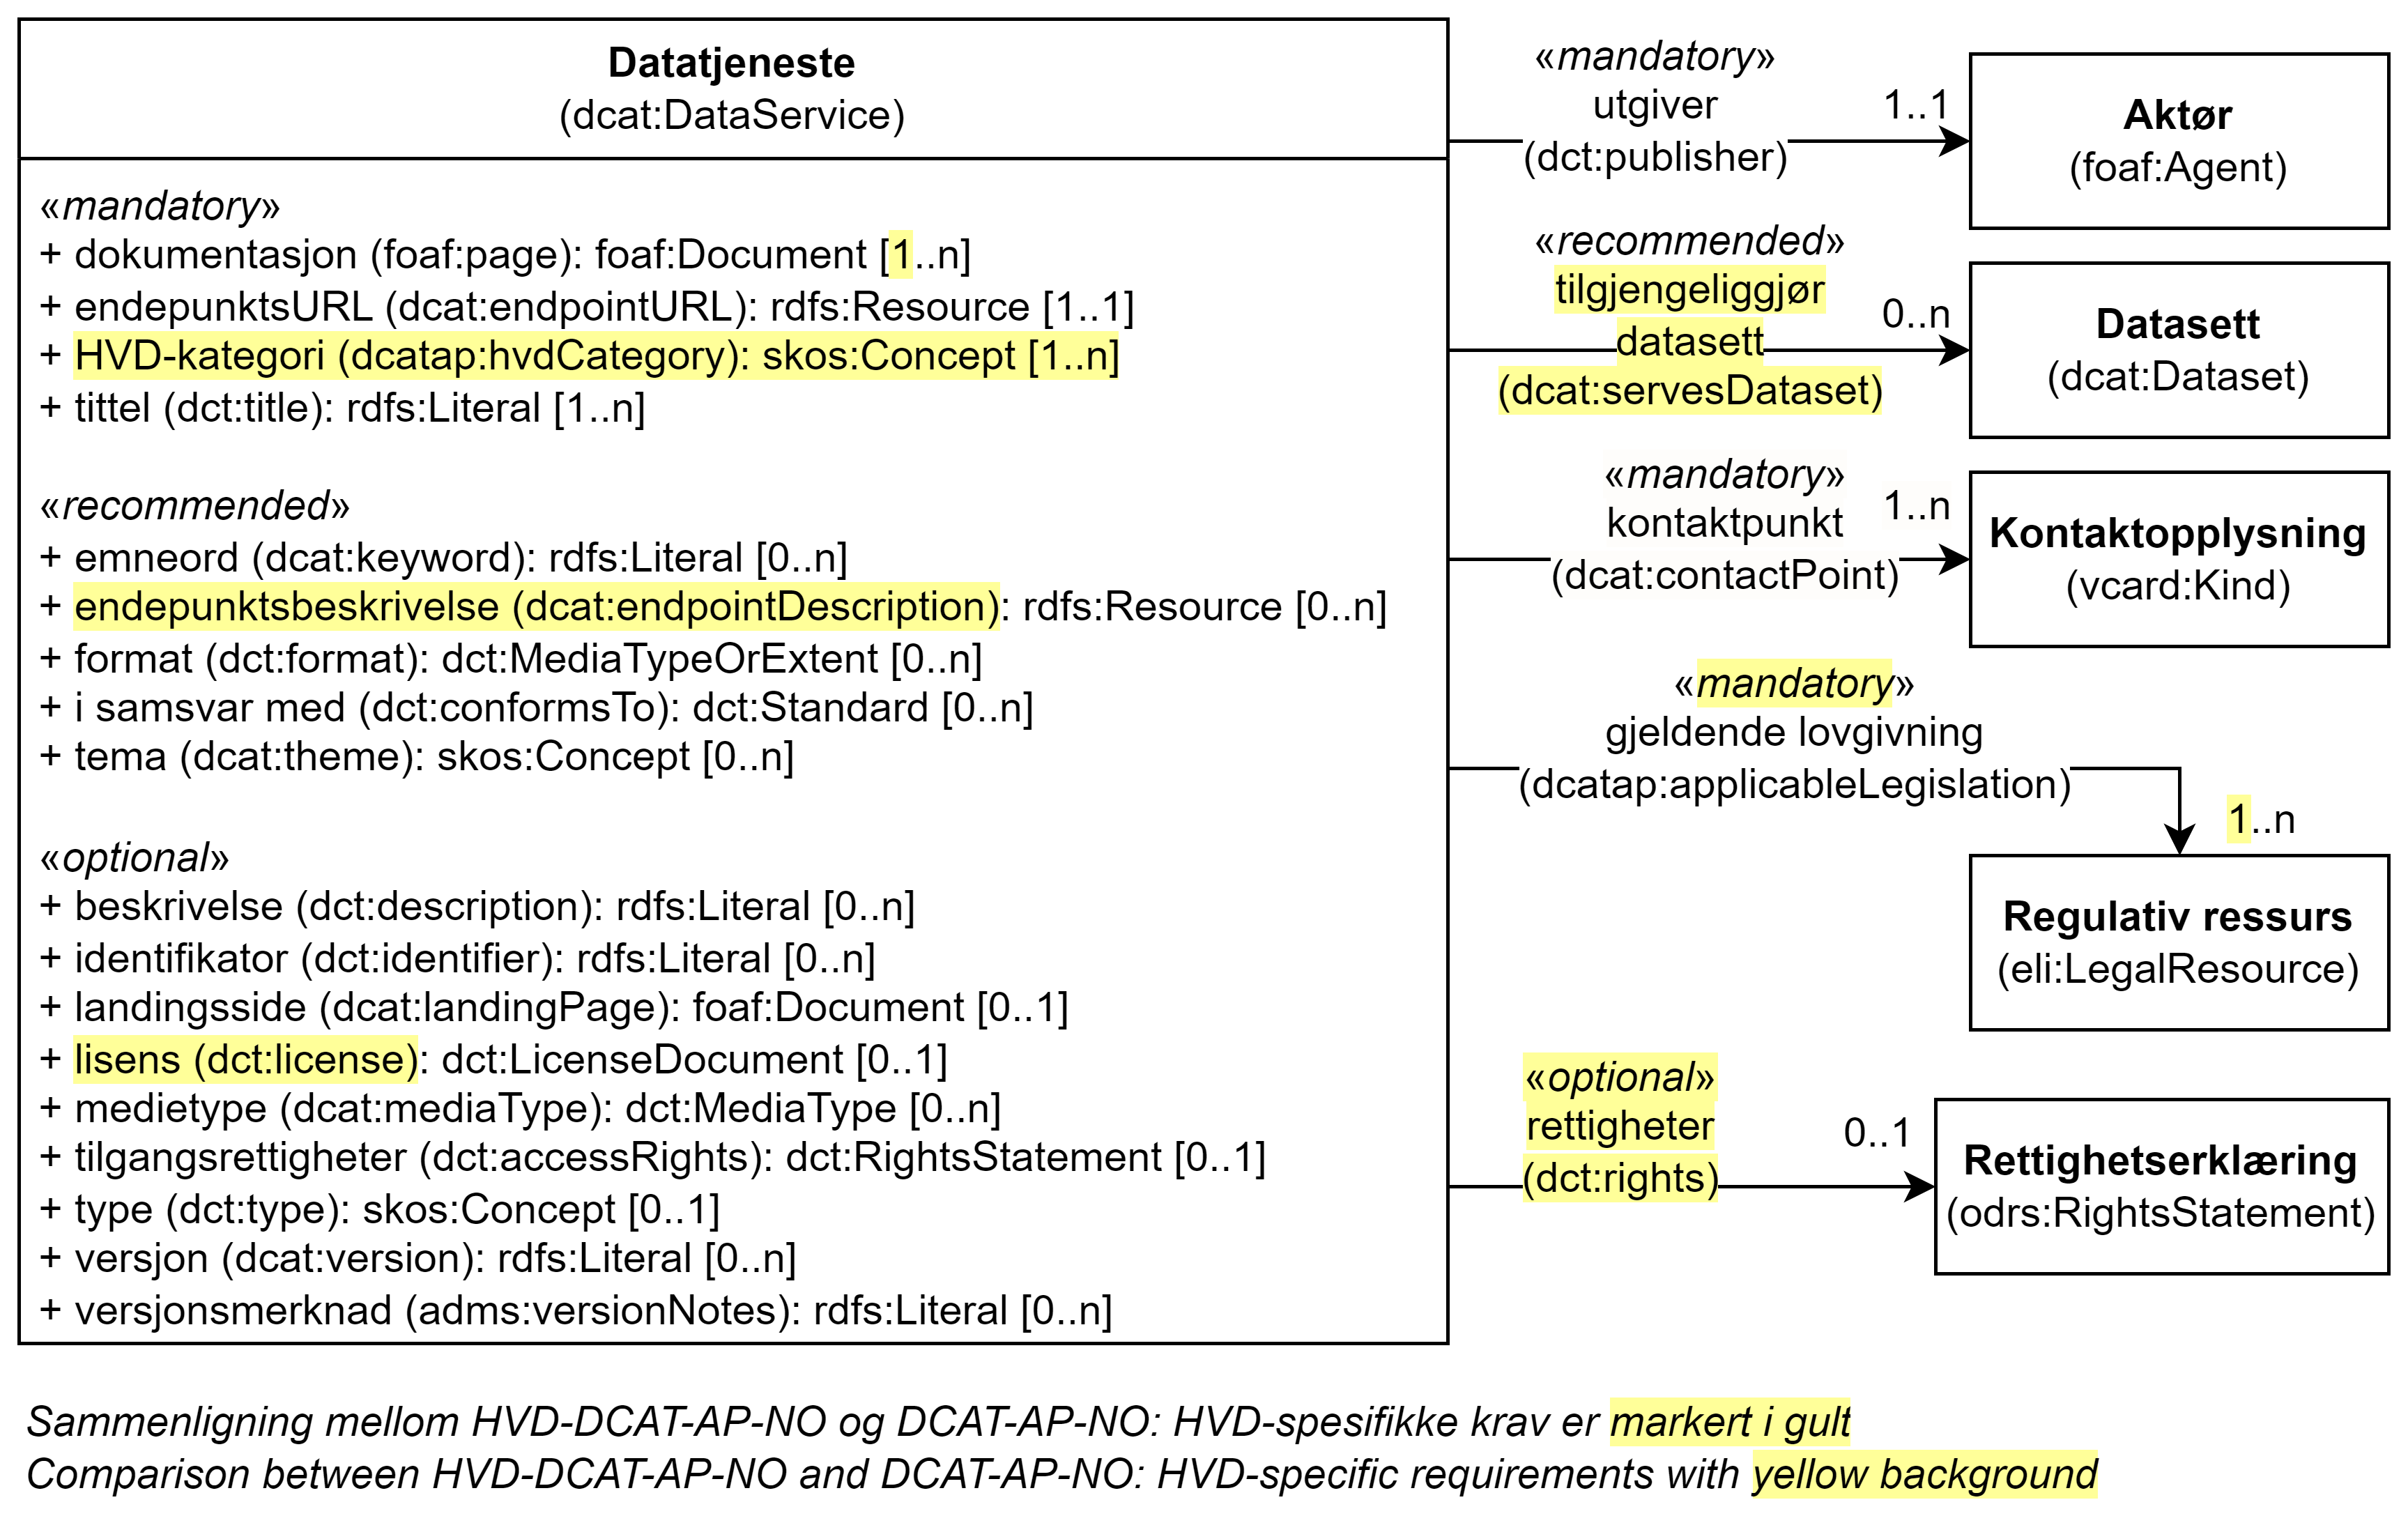 Datatjeneste
(dcat:DataService)
«mandatory»
+ dokumentasjon (foaf:page): foaf:Document [1..n]
+ endepunktsURL (dcat:endpointURL): rdfs:Resource [1..1]
+ HVD-kategori (dcatap:hvdCategory): skos:Concept [1..n]
+ tittel (dct:title): rdfs:Literal [1..n]
«recommended»
+ emneord (dcat:keyword): rdfs:Literal [0..n]
+ endepunktsbeskrivelse (dcat:endpointDescription): rdfs:Resource [0..n]
+ format (dct:format): dct:MediaTypeOrExtent [0..n]
+ i samsvar med (dct:conformsTo): dct:Standard [0..n]
+ tema (dcat:theme): skos:Concept [0..n]
«optional»
+ beskrivelse (dct:description): rdfs:Literal [0..n]
+ identifikator (dct:identifier): rdfs:Literal [0..n]
+ landingsside (dcat:landingPage): foaf:Document [0..1]
+ lisens (dct:license): dct:LicenseDocument [0..1]
+ medietype (dcat:mediaType): dct:MediaType [0..n]
+ tilgangsrettigheter (dct:accessRights): dct:RightsStatement [0..1]
+ type (dct:type): skos:Concept [0..1]
+ versjon (dcat:version): rdfs:Literal [0..n]
+ versjonsmerknad (adms:versionNotes): rdfs:Literal [0..n]
«mandatory»
utgiver
(dct:publisher)
1..1
Aktør
(foaf:Agent)
«recommended»
tilgjengeliggjør
datasett
(dcat:servesDataset)
0..n
Datasett
(dcat:Dataset)
«mandatory»
kontaktpunkt
(dcat:contactPoint)
1..n
Kontaktopplysning
(vcard:Kind)
«mandatory»
gjeldende lovgivning
(dcatap:applicableLegislation)
1..n
Regulativ ressurs
(eli:LegalResource)
«optional»
rettigheter
(dct:rights)
0..1
Rettighetserklæring
(odrs:RightsStatement)
Sammenligning mellom HVD-DCAT-AP-NO og DCAT-AP-NO: HVD-spesifikke krav er markert i gult
Comparison between HVD-DCAT-AP-NO and DCAT-AP-NO: HVD-specific requirements with yellow background